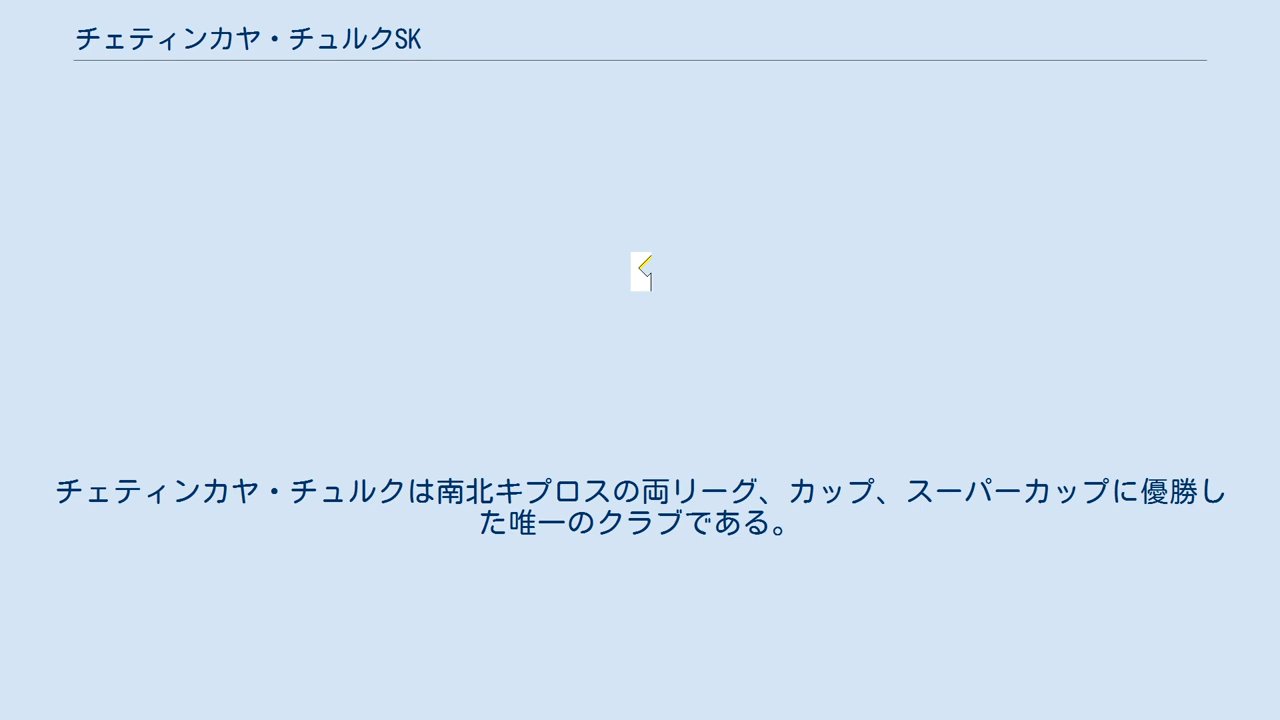 チェティンカヤ・チュルクSK
チェティンカヤ・チュルクは南北キプロスの両リーグ、カップ、スーパーカップに優勝し
た唯一のクラブである。